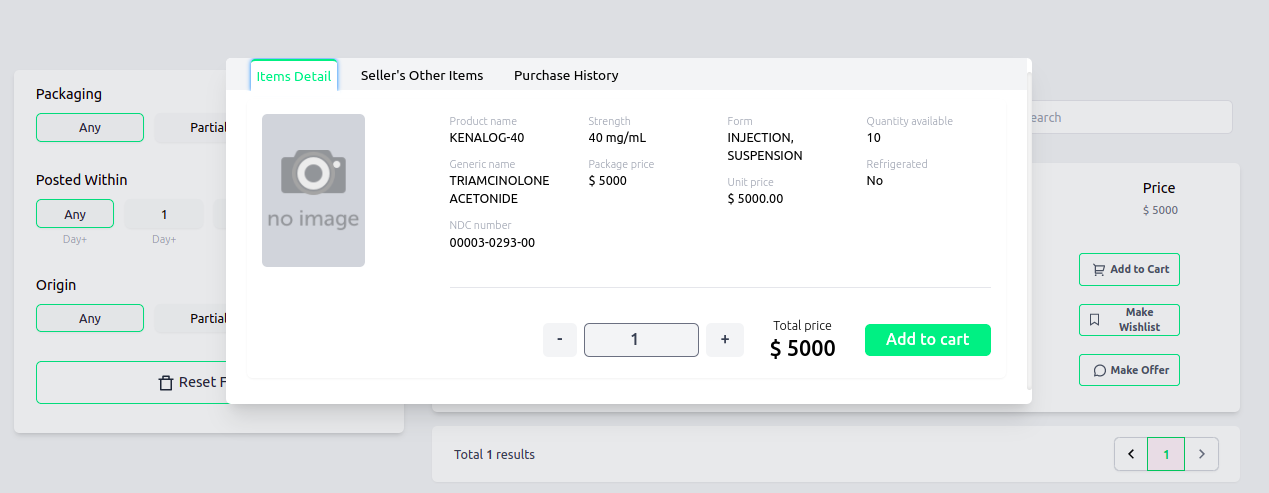 Items Detail Seller's Other Items Purchase History
Packaging
Any Partial
Posted Within
Any 1
Day+ Day+
Origin
Any Partial
Reset F
no image
Product name
KENALOG-40
Generic name
TRIAMCINOLONE
ACETONIDE
NDC number
00003-0293-00
Strength
40 mg/mL
Package price
$ 5000
Form
INJECTION,
SUSPENSION
Unit price
$ 5000.00
Quantity available
10
Refrigerated
No
- 1 +
Total price
$ 5000
Add to cart
earch
Price
$ 5000
Add to Cart
Make
Wishlist
Make Offer
Total 1 results
1